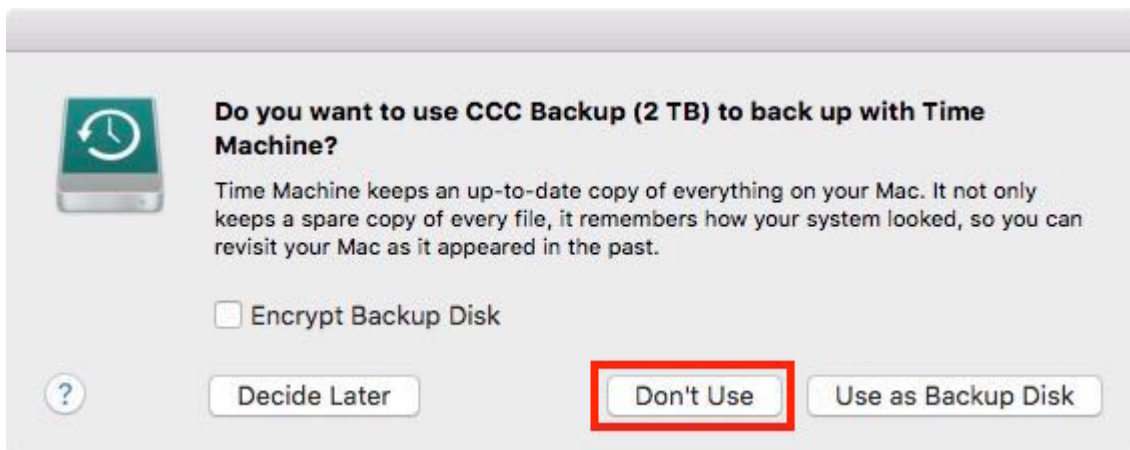 Do you want to use CCC Backup (2 TB) to back up with Time
Machine?
Time Machine keeps an up-to-date copy of everything on your Mac. It not only
keeps a spare copy of every file, it remembers how your system looked, so you can
revisit your Mac as it appeared in the past.
Encrypt Backup Disk
? Decide Later Don't Use Use as Backup Disk